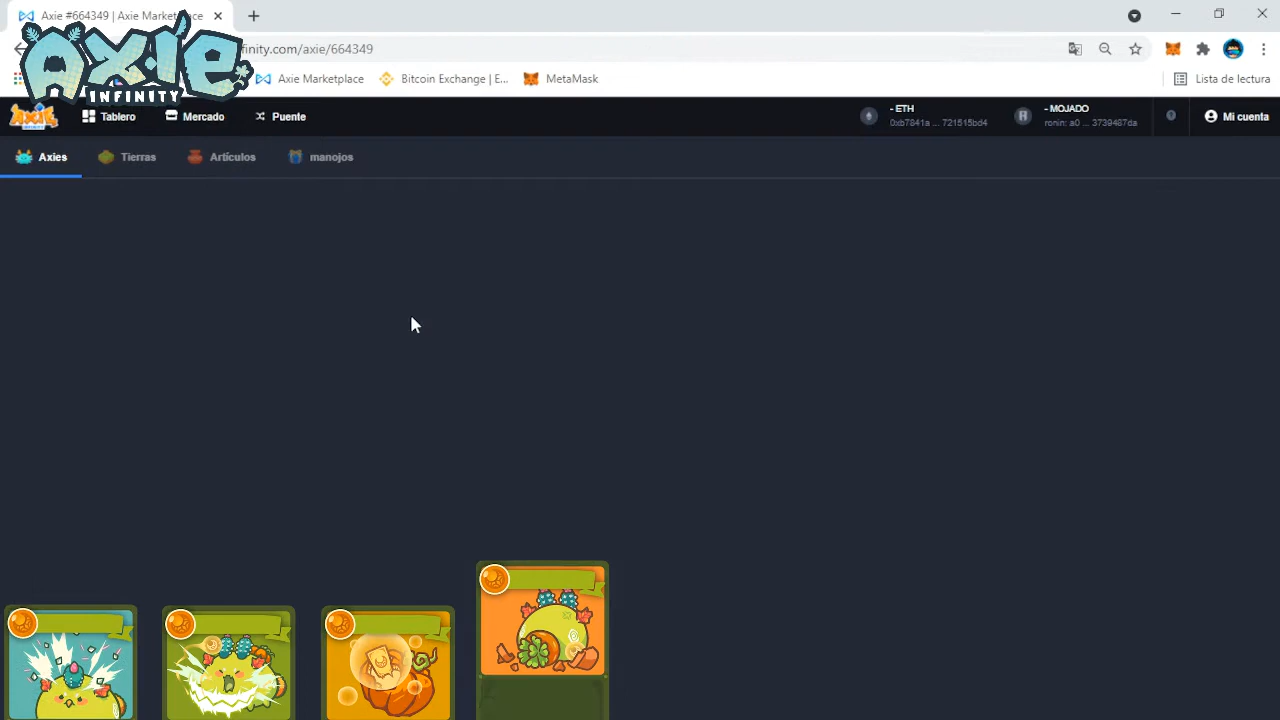 Axie #664349 | Axie Marketplace
finity.com/axie/664349
Axie
INFINITY
Axie Marketplace
Bitcoin Exchange | E...
MetaMask
Lista de lectura
Tablero
Mercado
Puente
- ETH
0xb7841a ... 721515bd4
- MOJADO
ronin: a0 ... 3739487da
Mi cuenta
Axies
Tierras
Artículos
manojos